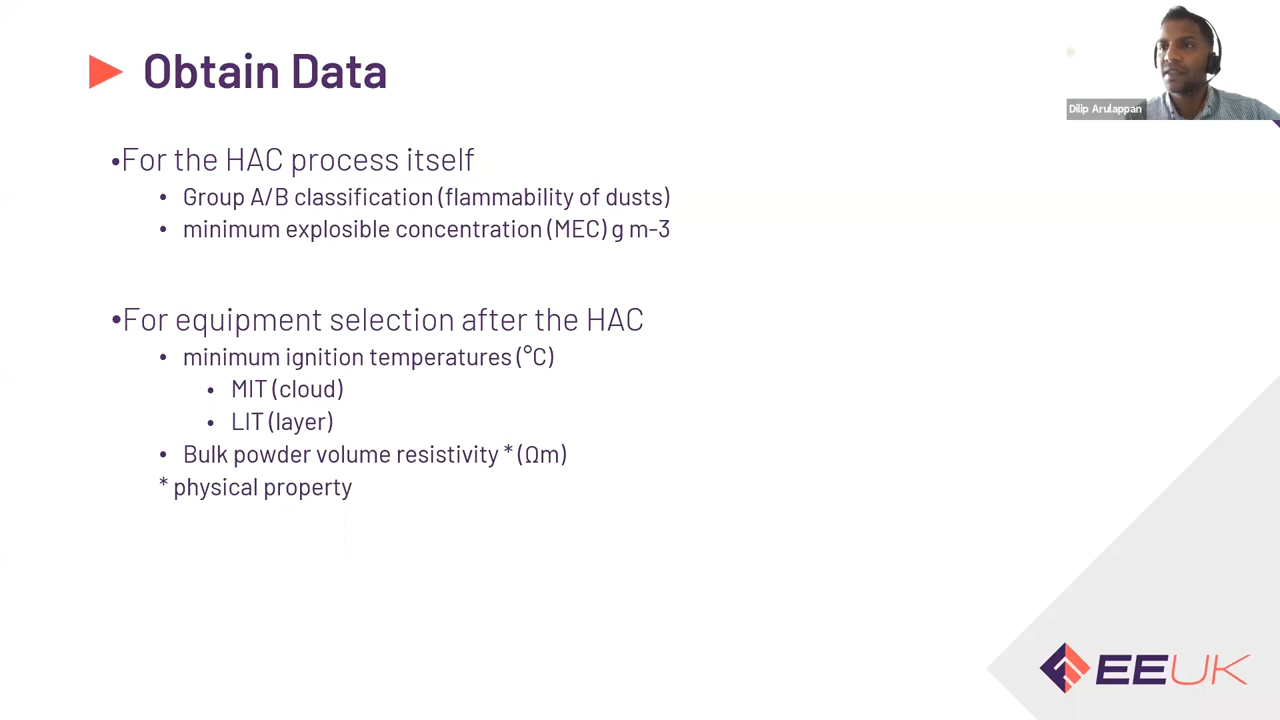 Obtain Data
Dilip Arulappan
•For the HAC process itself
• Group A/B classification (flammability of dusts)
• minimum explosible concentration (MEC) g m-3
•For equipment selection after the HAC
• minimum ignition temperatures (°C)
• MIT (cloud)
• LIT (layer)
• Bulk powder volume resistivity * (Ωm)
* physical property
EEUK